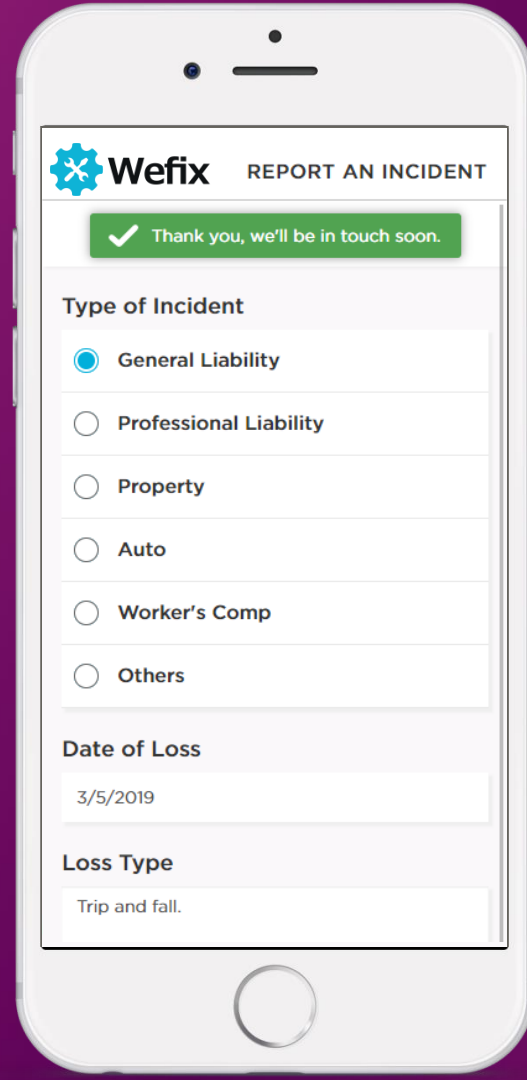 Wefix REPORT AN INCIDENT
Thank you, we'll be in touch soon.
Type of Incident
General Liability
Professional Liability
Property
Auto
Worker's Comp
Others
Date of Loss
3/5/2019
Loss Type
Trip and fall.